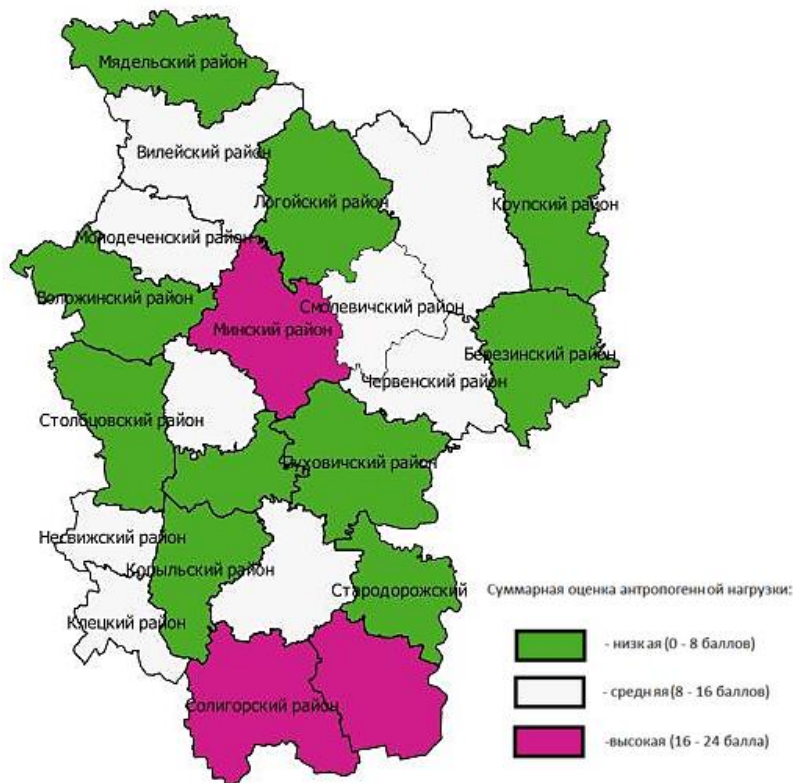 Мядельский район
Вилейский район
Логойский район
Крупский район
Молодеченский район
Воложинский район
Смолевичский район
Минский район
Березинский район
Червенский район
Столбцовский район
Пуховичский район
Несвижский район
Копыльский район
Стародорожский
Клецкий район
Солигорский район
Суммарная оценка антропогенной нагрузки:
- низкая (0 - 8 баллов)
- средняя (8 - 16 баллов)
-высокая (16 - 24 балла)